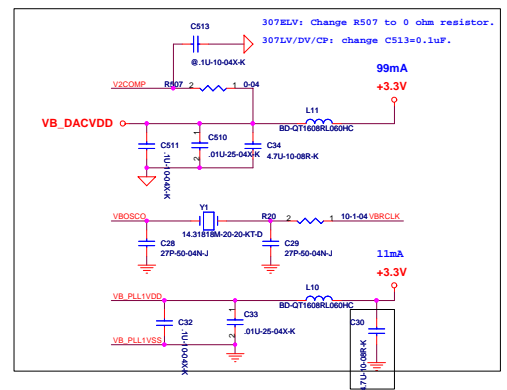 C513
307ELV: Change R507 to 0 ohm resistor.
307LV/DV/CP: change C513=0.1uF.
@.1U-10-04X-K
99mA
+3.3V
V2COMP
R507
2
1
0-04
L11
VB_DACVDD
BD-QT1608RL060HC
C511
.1U-10-04X-K
1
C510
.01U-25-04X-K
2
C34
4.7U-10-08R-K
Y1
VBOSCO
14.31818M-20-20-KT-D
R20
2
1
10-1-04
VBRCLK
C28
27P-50-04N-J
C29
27P-50-04N-J
11mA
+3.3V
L10
VB_PLL1VDD
BD-QT1608RL060HC
C32
.1U-10-04X-K
1
C33
.01U-25-04X-K
2
C30
4.7U-10-08R-K
VB_PLL1VSS